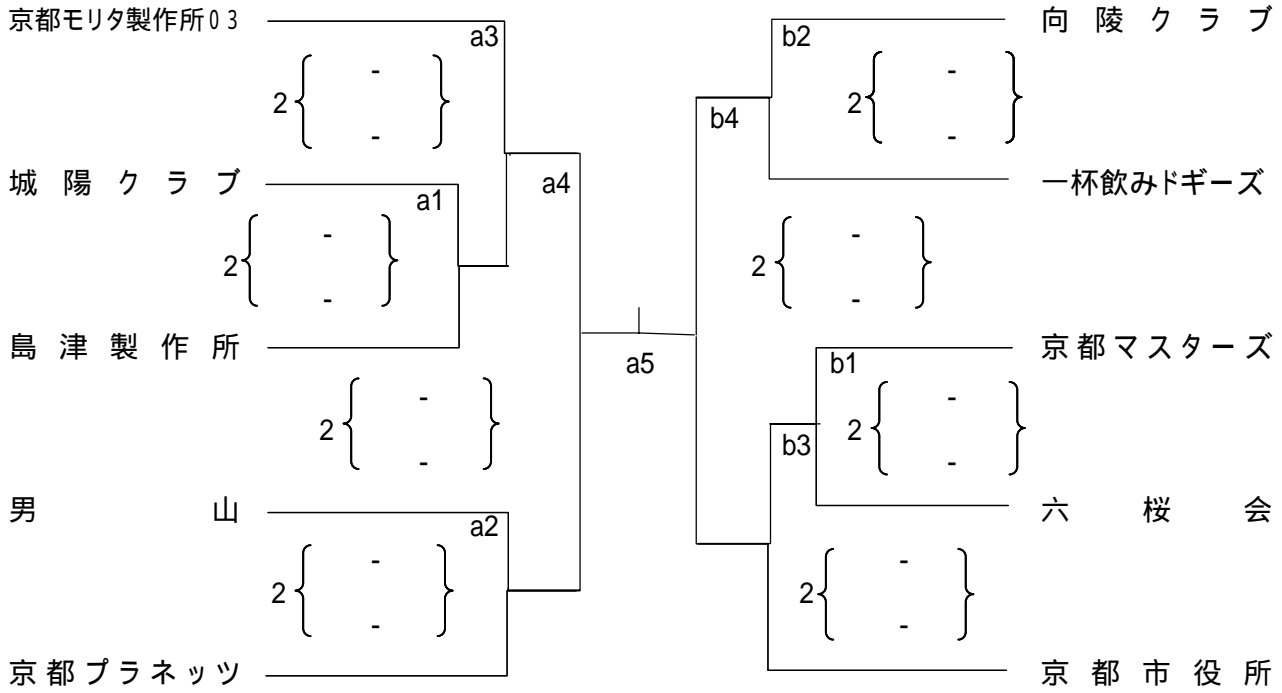 京都モリタ製作所03
a3
2 { - - }
城陽クラブ
a1
2 { - - }
島津製作所
a4
2 { - - }
男山
a2
2 { - - }
京都プラネッツ
a5
向陵クラブ
b2
2 { - - }
b4
一杯飲みドギーズ
2 { - - }
京都マスターズ
b1
2 { - - }
b3
六桜会
2 { - - }
京都市役所